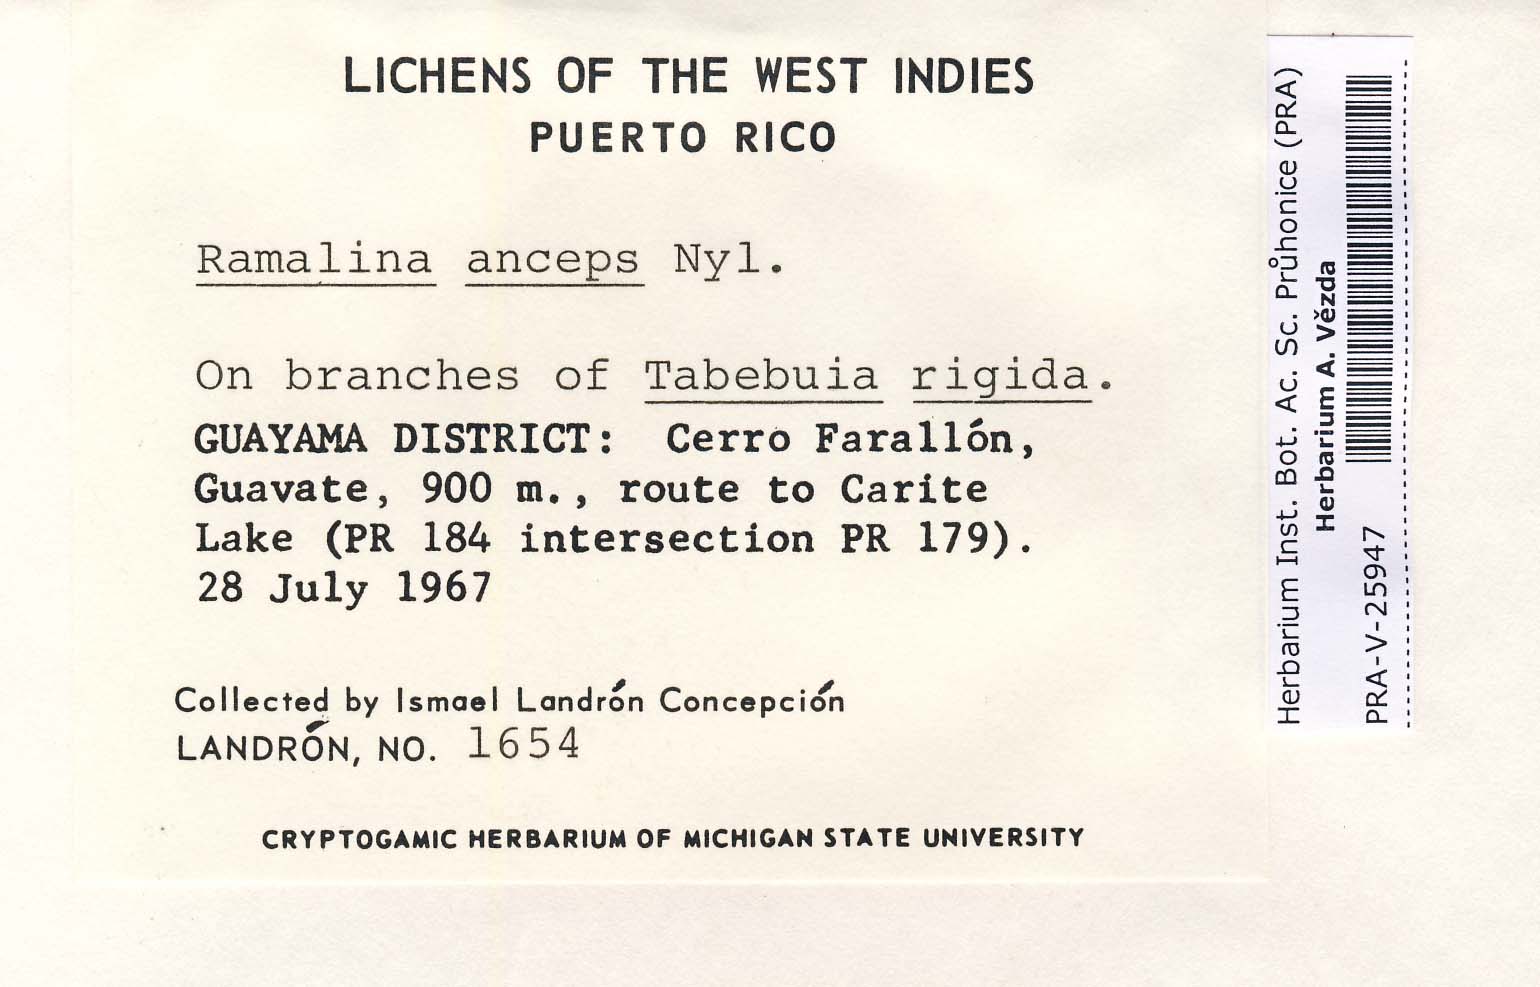 LICHENS OF THE WEST INDIES
PUERTO RICO
Ramalina anceps Nyl.
On branches of Tabebuia rigida.
GUAYAMA DISTRICT: Cerro Farallón,
Guavate, 900 m., route to Carite
Lake (PR 184 intersection PR 179).
28 July 1967
Collected by Ismael Landrón Concepción
LANDRÓN, NO. 1654
CRYPTOGAMIC HERBARIUM OF MICHIGAN STATE UNIVERSITY
Herbarium Inst. Bot. Ac. Sc. Průhonice (PRA)
Herbarium A. Vězda
PRA-V-25947